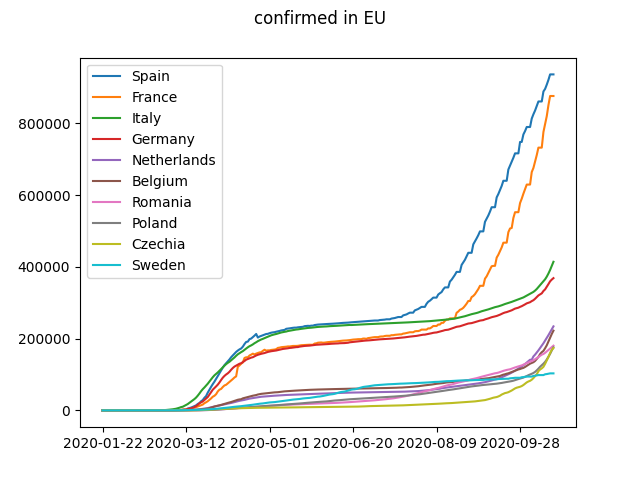 confirmed in EU
Spain
France
Italy
Germany
Netherlands
Belgium
Romania
Poland
Czechia
Sweden
800000
600000
400000
200000
0
2020-01-22 2020-03-12 2020-05-01 2020-06-20 2020-08-09 2020-09-28